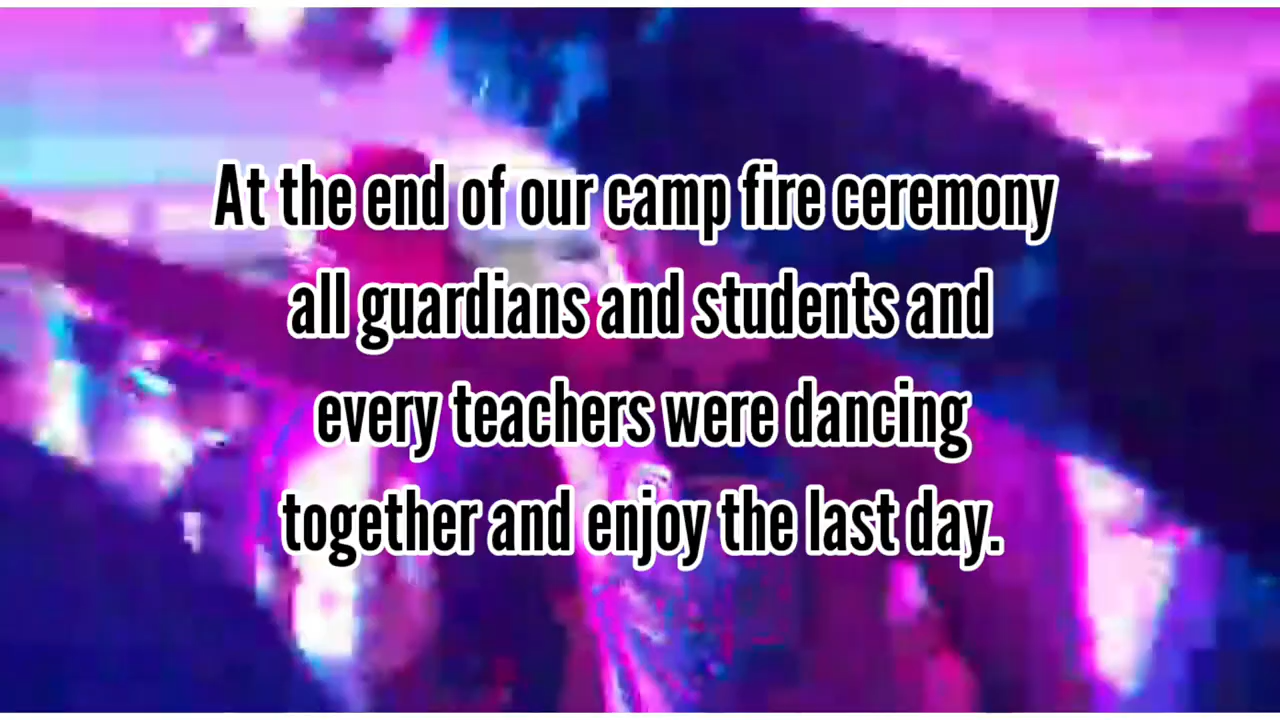 At the end of our camp fire ceremony
all guardians and students and
every teachers were dancing
together and enjoy the last day.